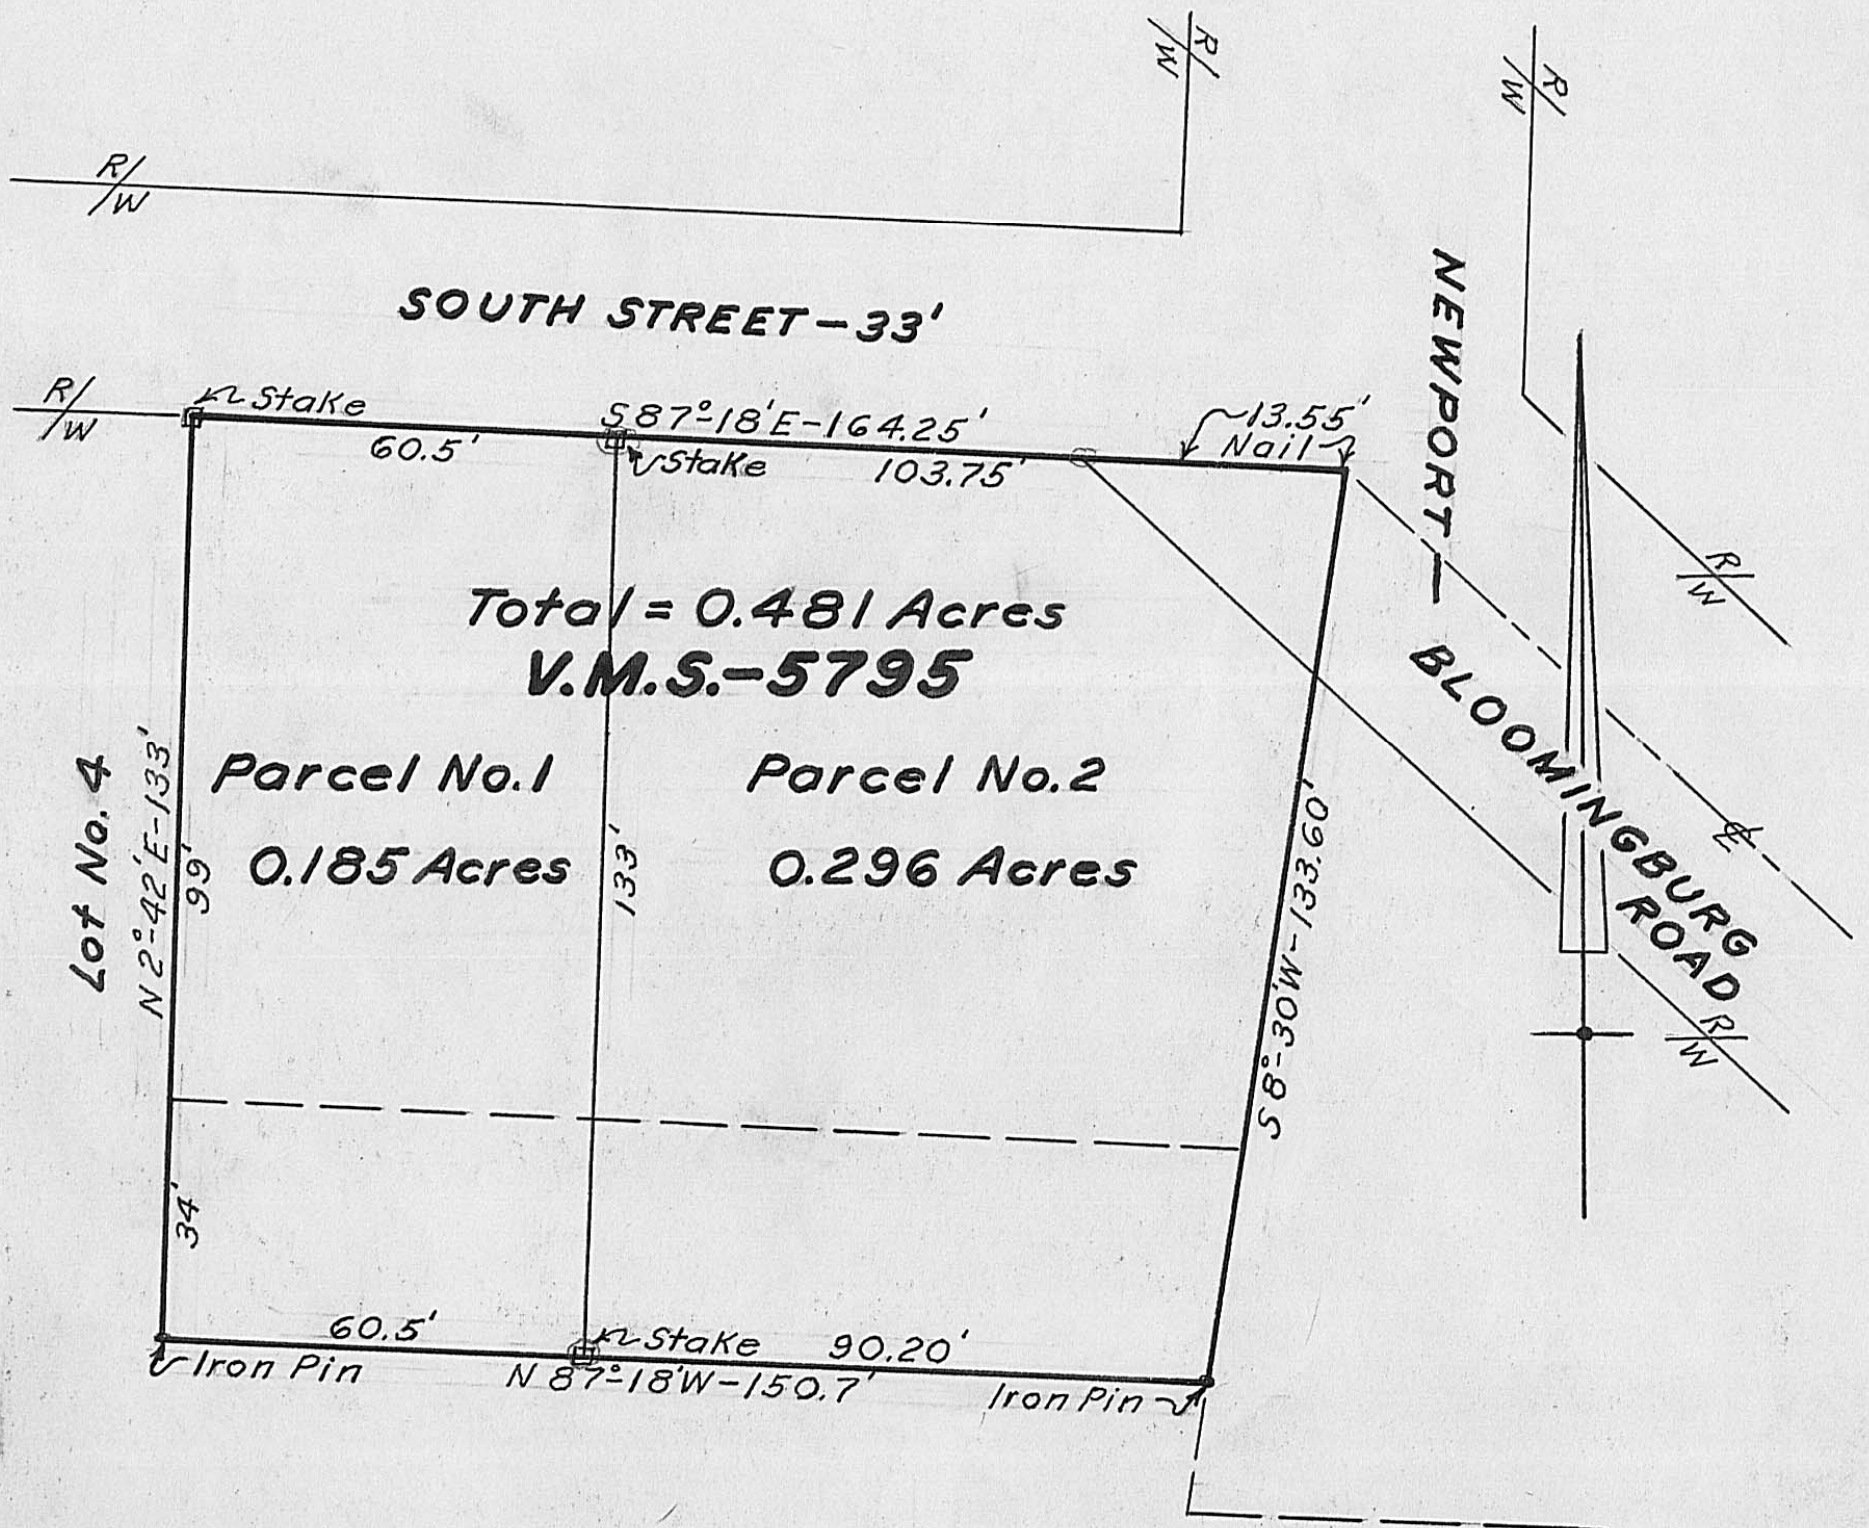 R/W
R/W
R/W
SOUTH STREET-33'
NEWPORT — BLOOMINGBURG
ROAD
R/W
Stake
S87°-18'E-164.25'
13.55'
Nail
60.5'
Stake
103.75'
R/W
Total = 0.481 Acres
V.M.S.-5795
Parcel No.1
Parcel No.2
0.185 Acres
0.296 Acres
Lot No. 4
N2°-42'E-133'
99'
133'
S8°-30'W-133.60'
℄
R/W
34'
60.5'
Stake
90.20'
Iron Pin
N87°-18'W-150.7'
Iron Pin